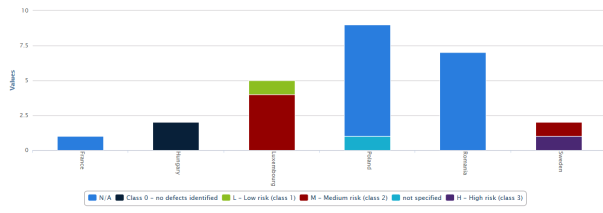 10
7.5
5
2.5
0
Values
France
Hungary
Luxembourg
Poland
Romania
Sweden
N/A
Class 0 – no defects identified
L – Low risk (class 1)
M – Medium risk (class 2)
not specified
H – High risk (class 3)